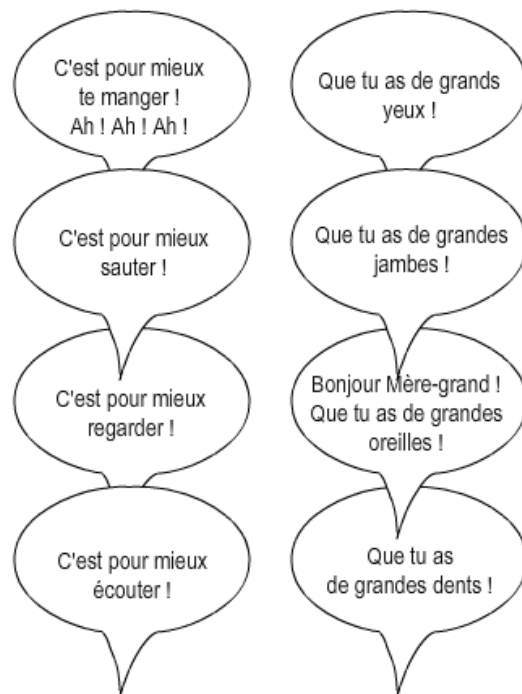 C'est pour mieux
te manger !
Ah ! Ah ! Ah !
Que tu as de grands
yeux !
C'est pour mieux
sauter !
Que tu as de grandes
jambes !
C'est pour mieux
regarder !
Bonjour Mère-grand !
Que tu as de grandes
oreilles !
C'est pour mieux
écouter !
Que tu as
de grandes dents !